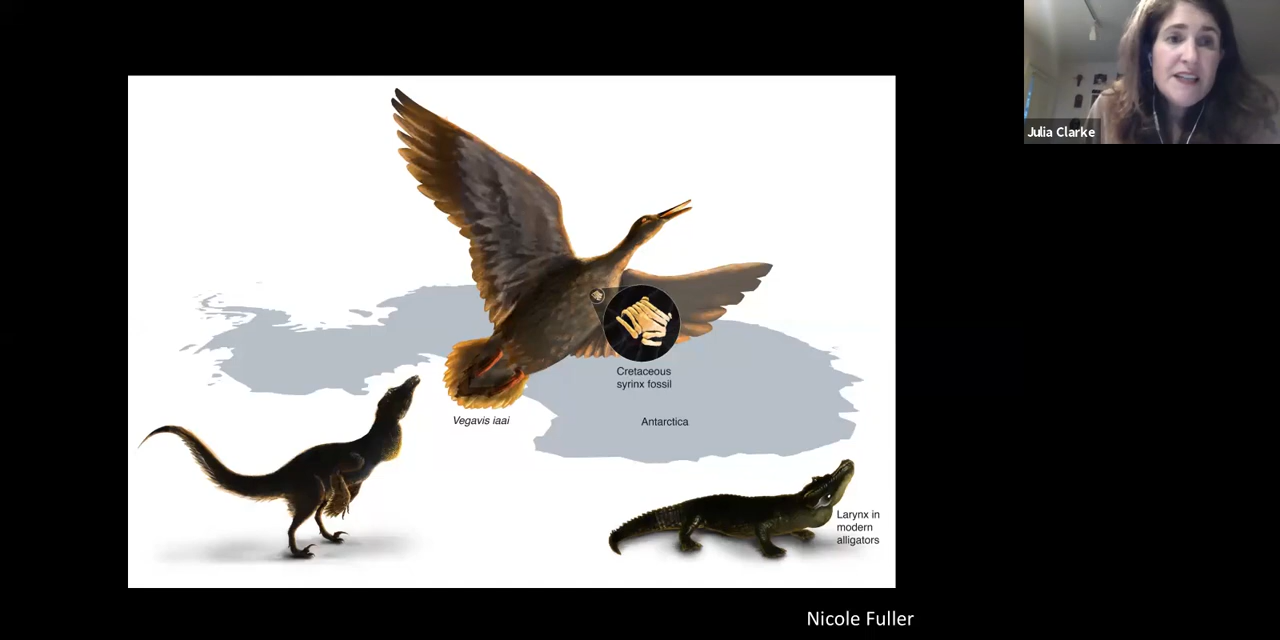 Julia Clarke
Cretaceous
syrinx fossil
Vegavis iaai
Antarctica
Larynx in
modern
alligators
Nicole Fuller